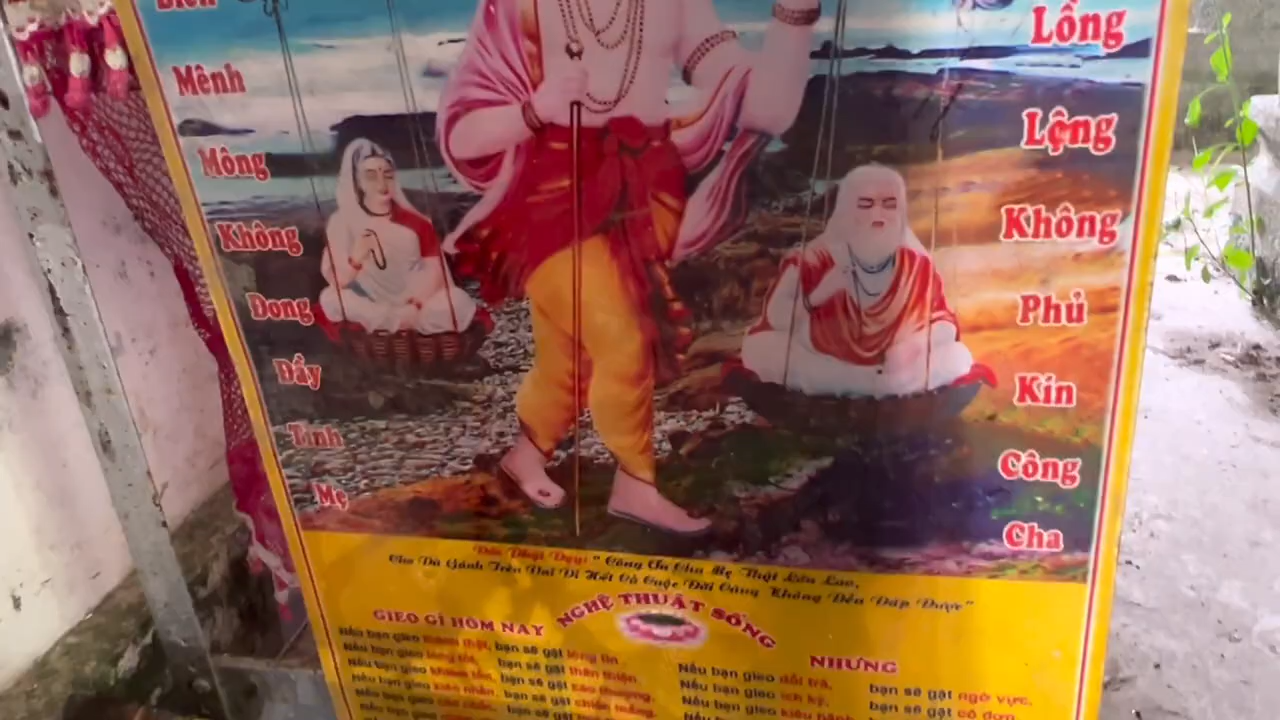 Mênh
Mông
Không
Đong
Đầy
Tình
Mẹ
Lồng
Lộng
Không
Phủ
Kín
Công
Cha
Đức Phật Dạy: " Công Ơn Cha Mẹ Thật Lớn Lao,
Cho Dù Gánh Trên Vai Đi Hết Cả Cuộc Đời Cũng Không Đền Đáp Được"
NGHỆ THUẬT SỐNG
GIEO GÌ HÔM NAY
Nếu bạn gieo thành thật, bạn sẽ gặt lòng tin
Nếu bạn gieo lòng tốt, bạn sẽ gặt thân thiện
Nếu bạn gieo khiêm tốn, bạn sẽ gặt cao thượng,
Nếu bạn gieo kiên nhẫn, bạn sẽ gặt chiến thắng,
NHƯNG
Nếu bạn gieo dối trá, bạn sẽ gặt ngờ vực,
Nếu bạn gieo ích kỷ, bạn sẽ gặt cô đơn
Nếu bạn gieo kiêu hãnh